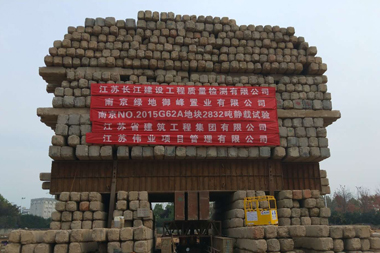 江苏长江建设工程质量检测有限公司
南京绿地御峰置业有限公司
南京NO.2015G62A地块2832吨静载试验
江苏省建筑工程集团有限公司
江苏伟亚项目管理有限公司